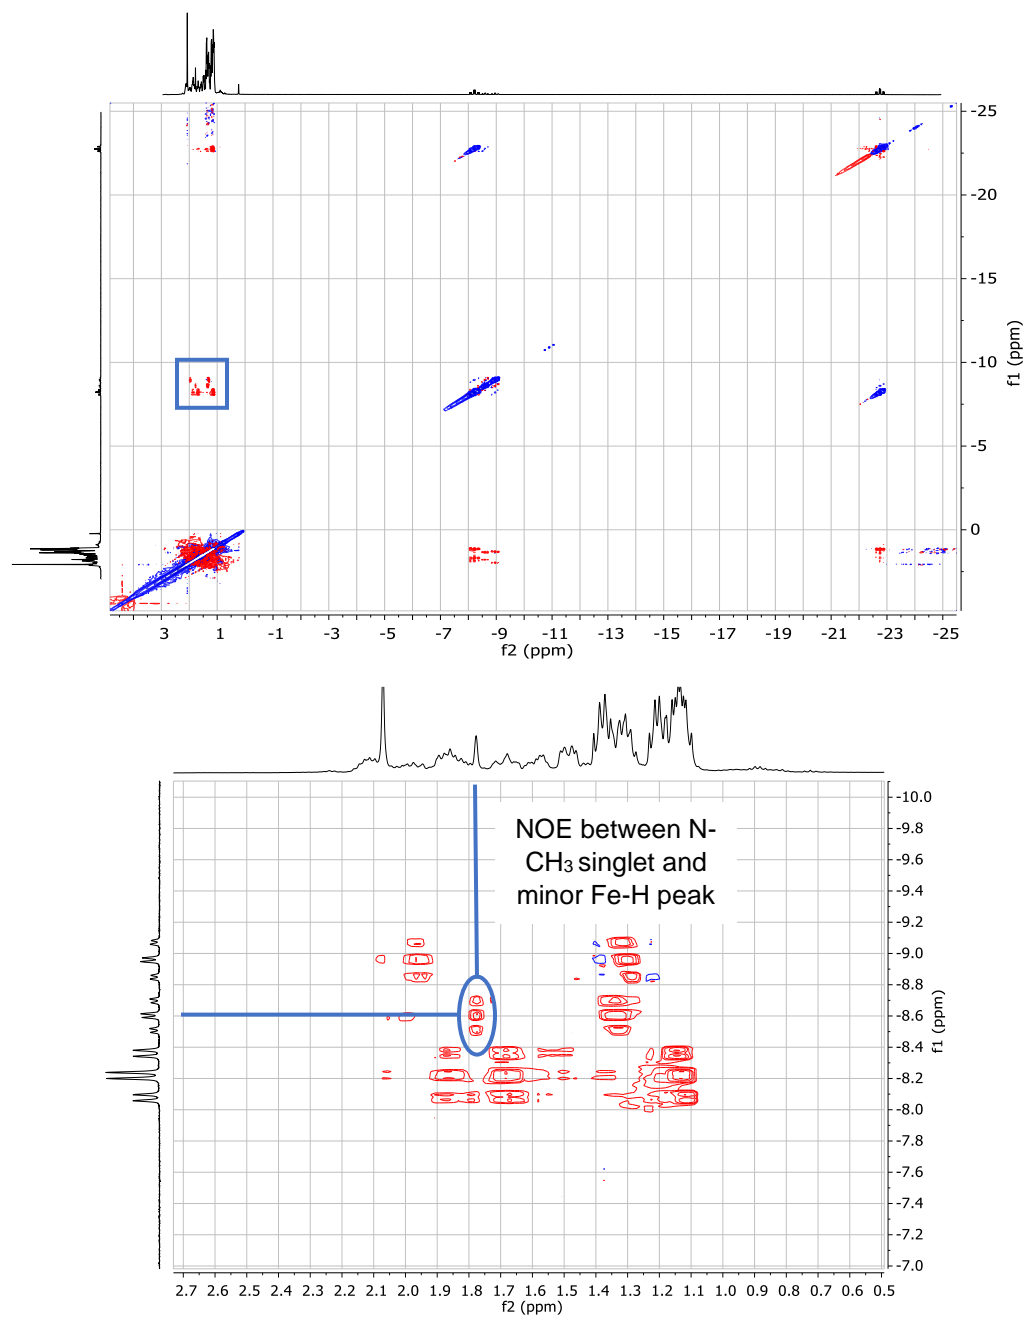 -25
-20
-15
-10
-5
0
f1 (ppm)
3 1 -1 -3 -5 -7 -9 -11 -13 -15 -17 -19 -21 -23 -25
f2 (ppm)
NOE between N-
CH₃ singlet and
minor Fe-H peak
-10.0
-9.8
-9.6
-9.4
-9.2
-9.0
-8.8
-8.6
-8.4
-8.2
-8.0
-7.8
-7.6
-7.4
-7.2
-7.0
f1 (ppm)
2.7 2.6 2.5 2.4 2.3 2.2 2.1 2.0 1.9 1.8 1.7 1.6 1.5 1.4 1.3 1.2 1.1 1.0 0.9 0.8 0.7 0.6 0.5
f2 (ppm)